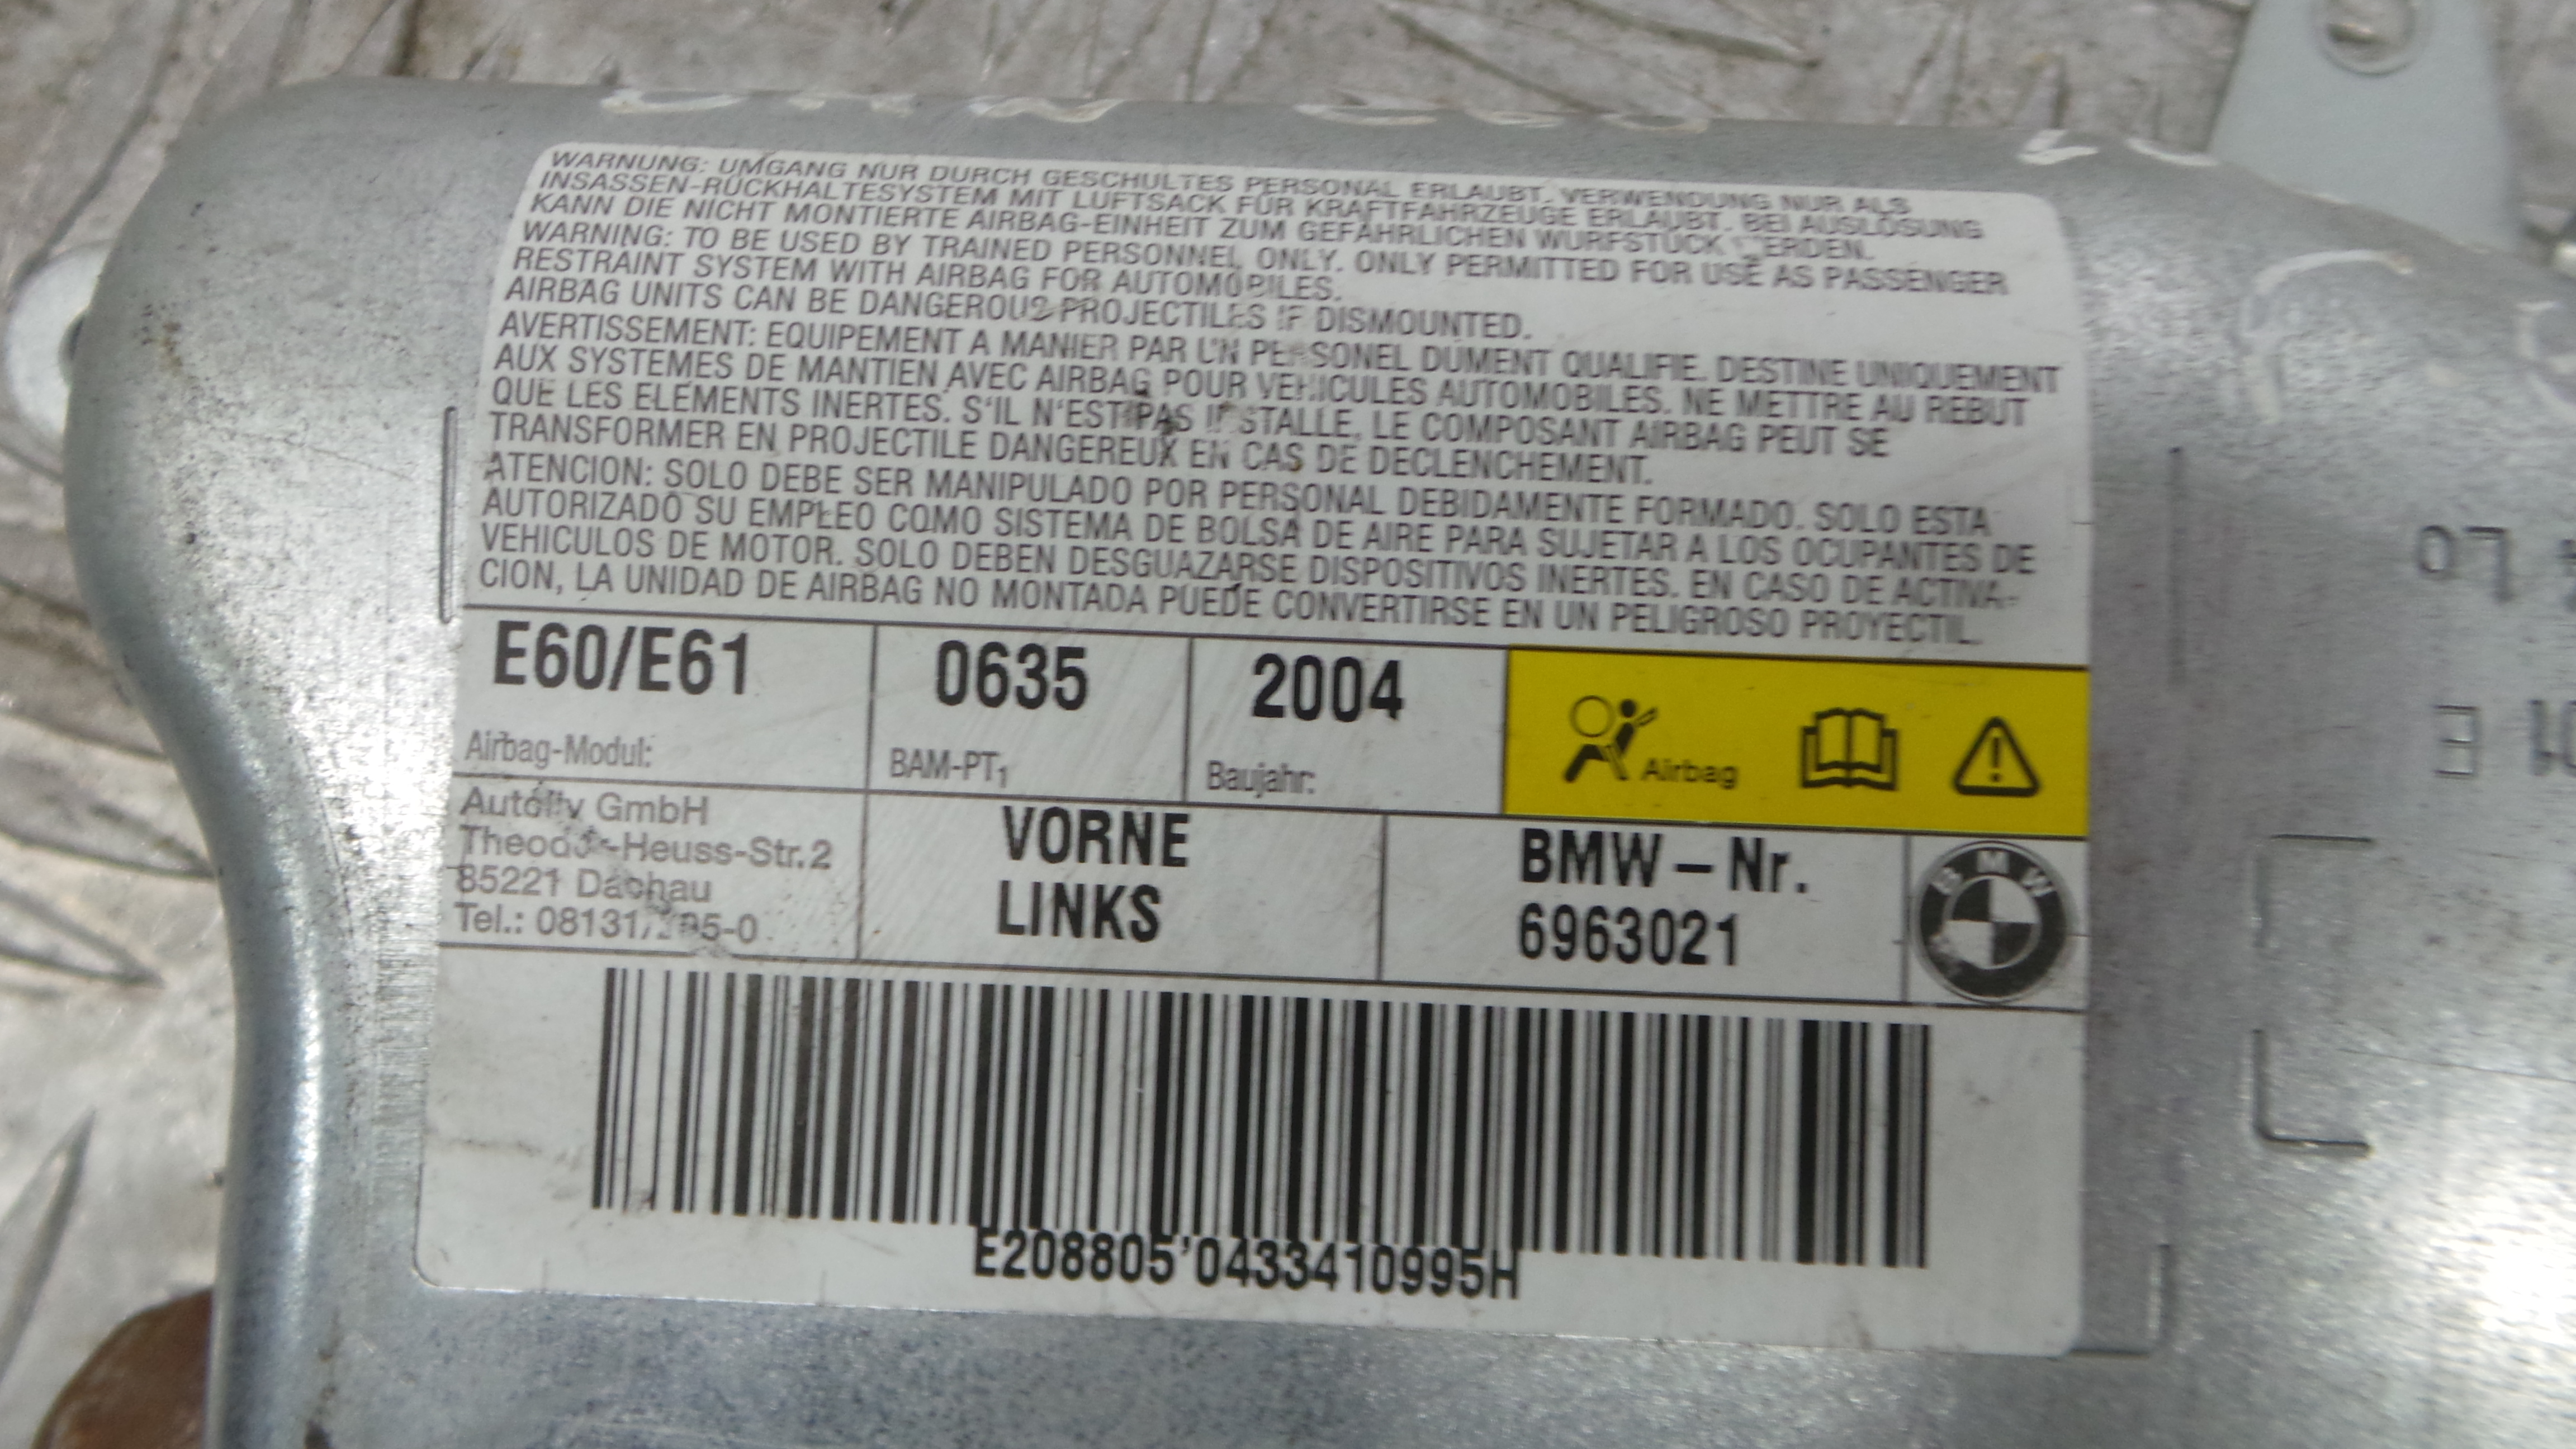 WARNUNG: UMGANG NUR DURCH GESCHULTES PERSONAL ERLAUBT. VERWENDUNG NUR ALS
INSASSEN-RÜCKHALTESYSTEM MIT LUFTSACK FÜR KRAFTFAHRZEUGE ERLAUBT. BEI AUSLÖSUNG
KANN DIE NICHT MONTIERTE AIRBAG-EINHEIT ZUM GEFÄHRLICHEN WURFSTÜCK WERDEN.
WARNING: TO BE USED BY TRAINED PERSONNEL ONLY. ONLY PERMITTED FOR USE AS PASSENGER
RESTRAINT SYSTEM WITH AIRBAG FOR AUTOMOBILES.
AIRBAG UNITS CAN BE DANGEROUS PROJECTILES IF DISMOUNTED.
AVERTISSEMENT: EQUIPEMENT A MANIER PAR UN PERSONEL DUMENT QUALIFIE. DESTINE UNIQUEMENT
AUX SYSTEMES DE MANTIEN AVEC AIRBAG POUR VEHICULES AUTOMOBILES. NE METTRE AU REBUT
QUE LES ELEMENTS INERTES. S'IL N'EST PAS INSTALLE, LE COMPOSANT AIRBAG PEUT SE
TRANSFORMER EN PROJECTILE DANGEREUX EN CAS DE DECLENCHEMENT.
ATENCION: SOLO DEBE SER MANIPULADO POR PERSONAL DEBIDAMENTE FORMADO. SOLO ESTA
AUTORIZADO SU EMPLEO COMO SISTEMA DE BOLSA DE AIRE PARA SUJETAR A LOS OCUPANTES DE
VEHICULOS DE MOTOR. SOLO DEBEN DESGUAZARSE DISPOSITIVOS INERTES. EN CASO DE ACTIVA-
CION, LA UNIDAD DE AIRBAG NO MONTADA PUEDE CONVERTIRSE EN UN PELIGROSO PROYECTIL.
E60/E61
Airbag-Modul:
0635
BAM-PT1
2004
Baujahr:
Airbag
Autoliv GmbH
Theodor-Heuss-Str.2
85221 Dachau
Tel.: 08131/295-0
VORNE
LINKS
BMW – Nr.
6963021
BMW
E208805'0433410995H